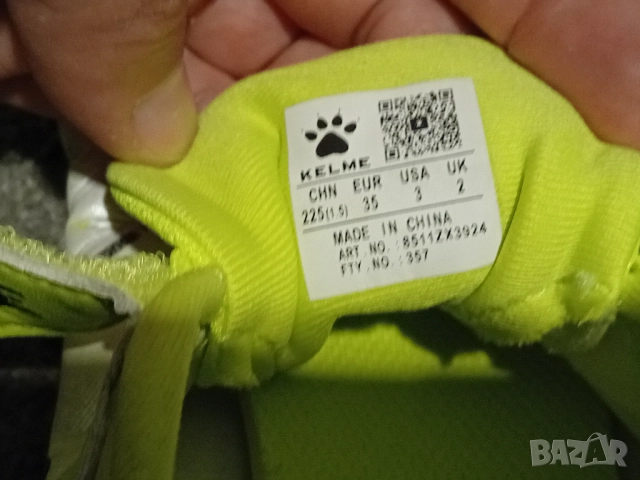 KELME
CHN EUR USA UK
225(1.5) 35 3 2
MADE IN CHINA
ART NO.:8511ZX3924
FTY.NO.:357
BAZAR